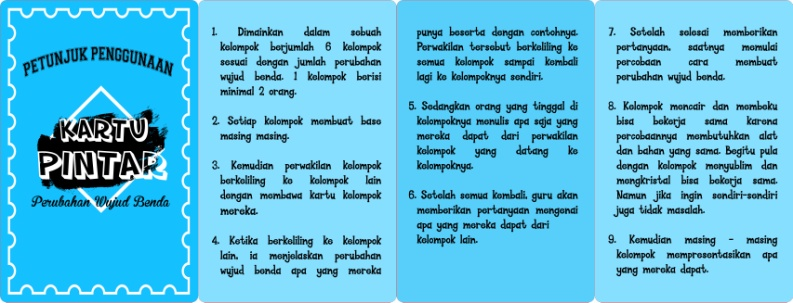 PETUNJUK PENGGUNAAN
KARTU
PINTAR
Perubahan Wujud Benda
1. Dimainkan dalam sebuah
kelompok berjumlah 6 kelompok
sesuai dengan jumlah perubahan
wujud benda. 1 kelompok berisi
minimal 2 orang.
2. Setiap kelompok membuat base
masing masing.
3. Kemudian perwakilan kelompok
berkeliling ke kelompok lain
dengan membawa kartu kelompok
mereka.
4. Ketika berkeliling ke kelompok
lain, ia menjelaskan perubahan
wujud benda apa yang mereka
punya beserta dengan contohnya.
Perwakilan tersebut berkeliling ke
semua kelompok sampai kembali
lagi ke kelompoknya sendiri.
5. Sedangkan orang yang tinggal di
kelompoknya menulis apa saja yang
mereka dapat dari perwakilan
kelompok yang datang ke
kelompoknya.
6. Setelah semua kembali, guru akan
memberikan pertanyaan mengenai
apa yang mereka dapat dari
kelompok lain.
7. Setelah selesai memberikan
pertanyaan, saatnya memulai
percobaan cara membuat
perubahan wujud benda.
8. Kelompok mencair dan membeku
bisa bekerja sama karena
percobaannya membutuhkan alat
dan bahan yang sama. Begitu pula
dengan kelompok menyublim dan
mengkristal bisa bekerja sama.
Namun jika ingin sendiri-sendiri
juga tidak masalah.
9. Kemudian masing - masing
kelompok mempresentasikan apa
yang mereka dapat.